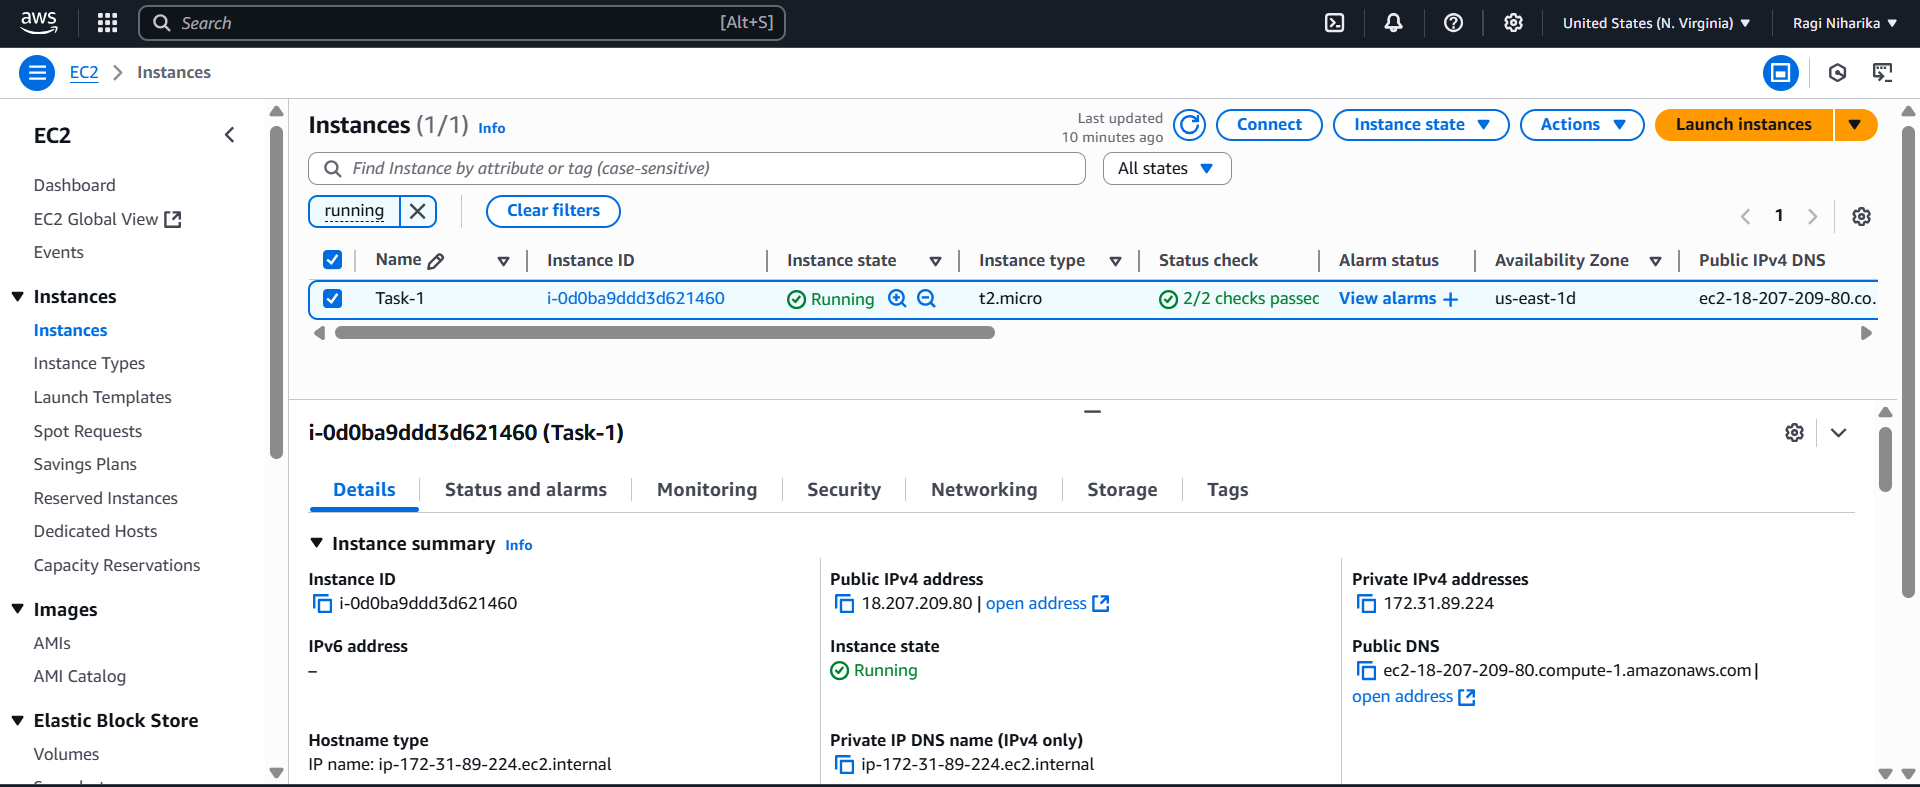 aws
Search [Alt+S]
United States (N. Virginia)
Ragi Niharika
EC2 > Instances
EC2
Dashboard
EC2 Global View
Events
Instances
Instances
Instance Types
Launch Templates
Spot Requests
Savings Plans
Reserved Instances
Dedicated Hosts
Capacity Reservations
Images
AMIs
AMI Catalog
Elastic Block Store
Volumes
Instances (1/1) Info
Last updated
10 minutes ago
Connect
Instance state
Actions
Launch instances
Find Instance by attribute or tag (case-sensitive)
All states
running
Clear filters
1
Name Instance ID Instance state Instance type Status check Alarm status Availability Zone Public IPv4 DNS
Task-1 i-0d0ba9ddd3d621460 Running t2.micro 2/2 checks passed View alarms + us-east-1d ec2-18-207-209-80.co.
i-0d0ba9ddd3d621460 (Task-1)
Details Status and alarms Monitoring Security Networking Storage Tags
Instance summary Info
Instance ID
i-0d0ba9ddd3d621460
Public IPv4 address
18.207.209.80 | open address
Private IPv4 addresses
172.31.89.224
IPv6 address
–
Instance state
Running
Public DNS
ec2-18-207-209-80.compute-1.amazonaws.com |
open address
Hostname type
IP name: ip-172-31-89-224.ec2.internal
Private IP DNS name (IPv4 only)
ip-172-31-89-224.ec2.internal